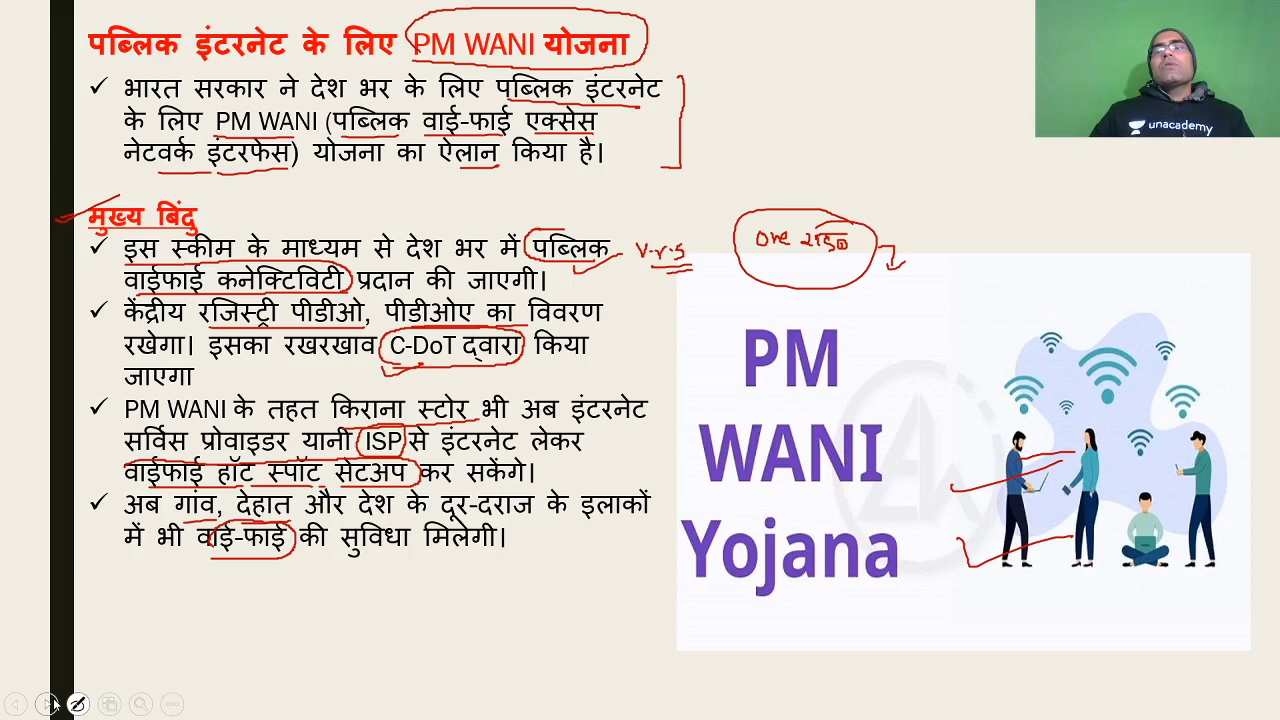 पब्लिक इंटरनेट के लिए PM WANI योजना
भारत सरकार ने देश भर के लिए पब्लिक इंटरनेट
के लिए PM WANI (पब्लिक वाई-फाई एक्सेस
नेटवर्क इंटरफेस) योजना का ऐलान किया है।
unacademy
मुख्य बिंदु
इस स्कीम के माध्यम से देश भर में पब्लिक
वाईफाई कनेक्टिविटी प्रदान की जाएगी।
केंद्रीय रजिस्ट्री पीडीओ, पीडीओए का विवरण
रखेगा। इसका रखरखाव C-DoT द्वारा किया
जाएगा
PM WANI के तहत किराना स्टोर भी अब इंटरनेट
सर्विस प्रोवाइडर यानी ISP से इंटरनेट लेकर
वाईफाई हॉट स्पॉट सेटअप कर सकेंगे।
अब गांव, देहात और देश के दूर-दराज के इलाकों
में भी वाई-फाई की सुविधा मिलेगी।
PM
WANI
Yojana